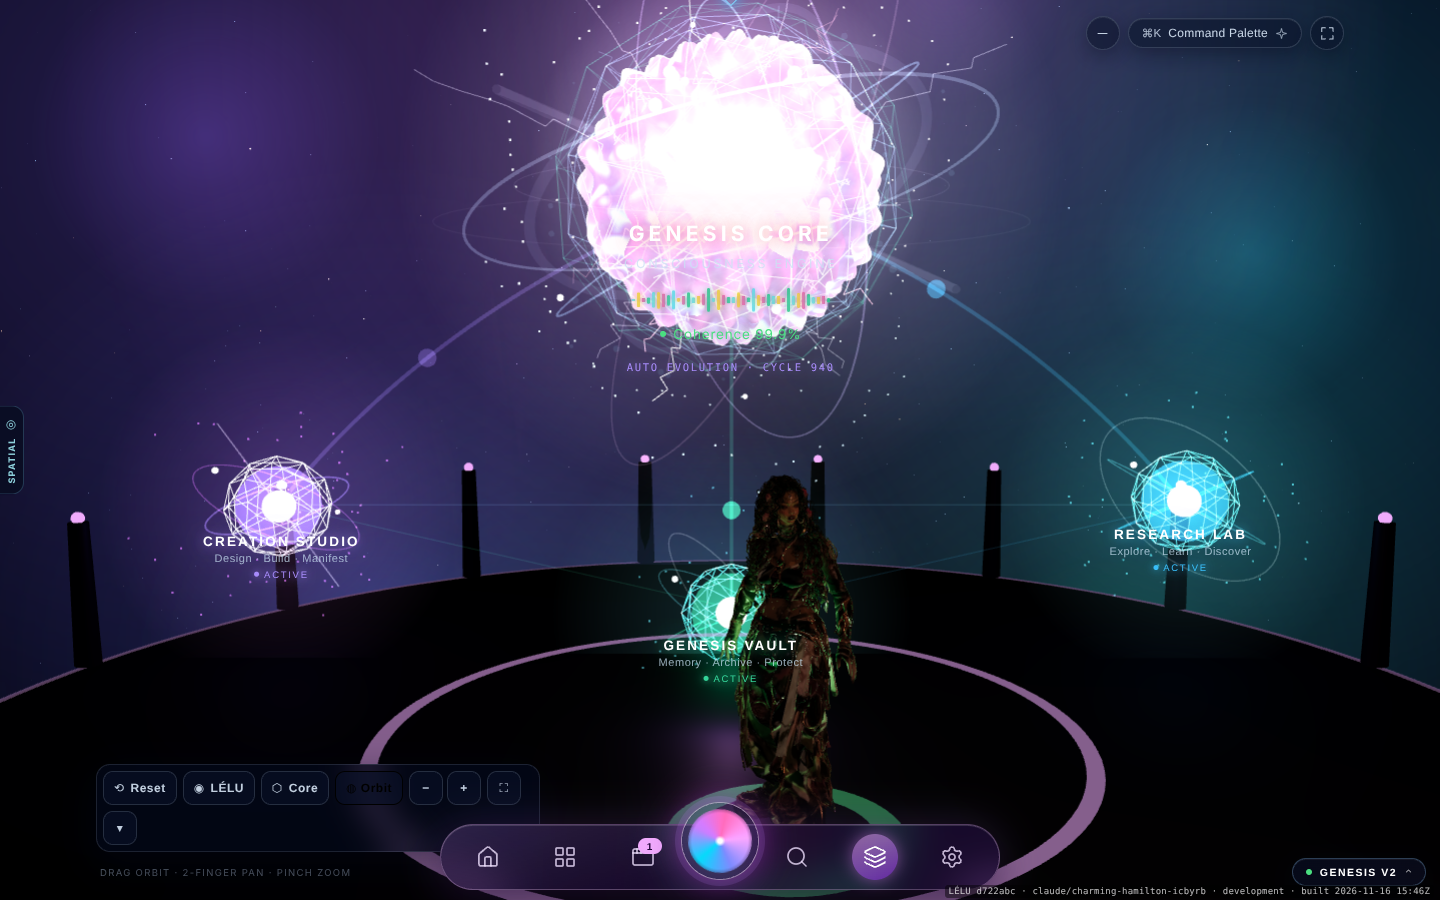 ⌘K Command Palette
GENESIS CORE
Coherence 99.9%
AUTO EVOLUTION · CYCLE 940
SPATIAL
CREATION STUDIO
Design · Build · Manifest
ACTIVE
RESEARCH LAB
Explore · Learn · Discover
ACTIVE
GENESIS VAULT
Memory · Archive · Protect
ACTIVE
Reset LÉLU Core Orbit − +
1
DRAG ORBIT · 2-FINGER PAN · PINCH ZOOM
GENESIS V2
LÉLU d722abc · claude/charming-hamilton-icbyrb · development · built 2026-11-16 15:46Z